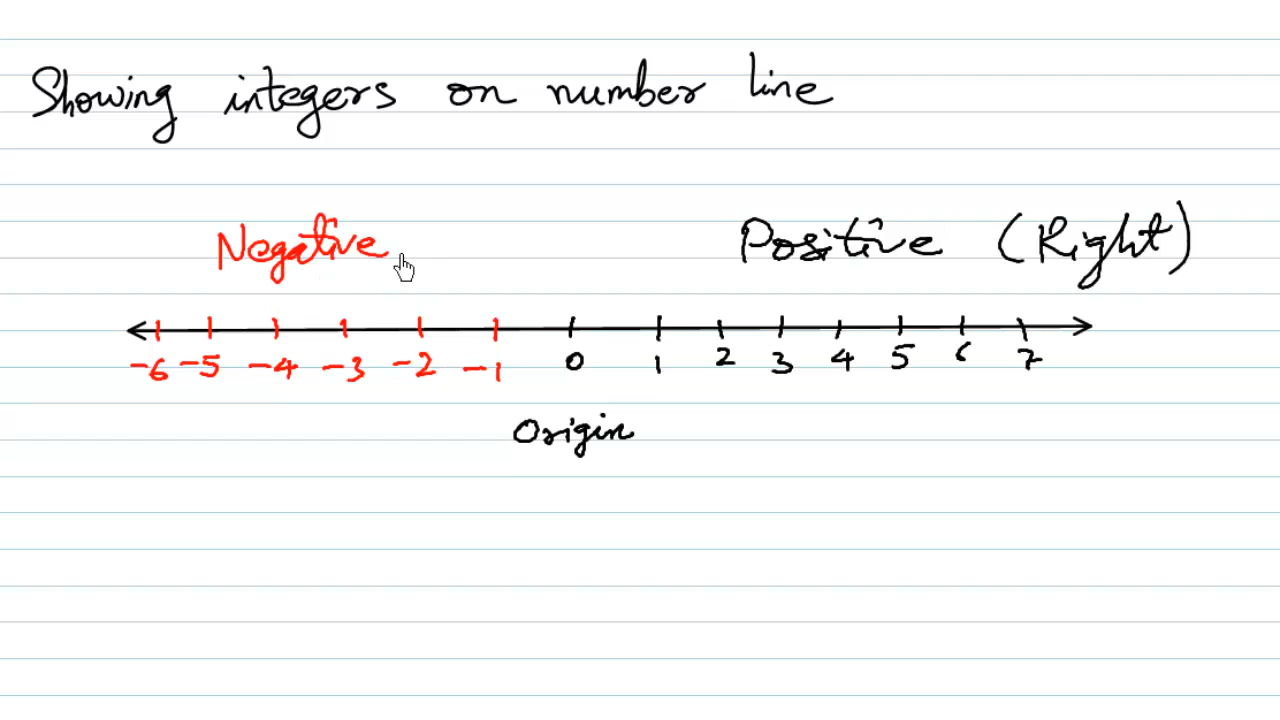 Showing integers on number line
Negative Positive (Right)
-6 -5 -4 -3 -2 -1 0 1 2 3 4 5 6 7
Origin